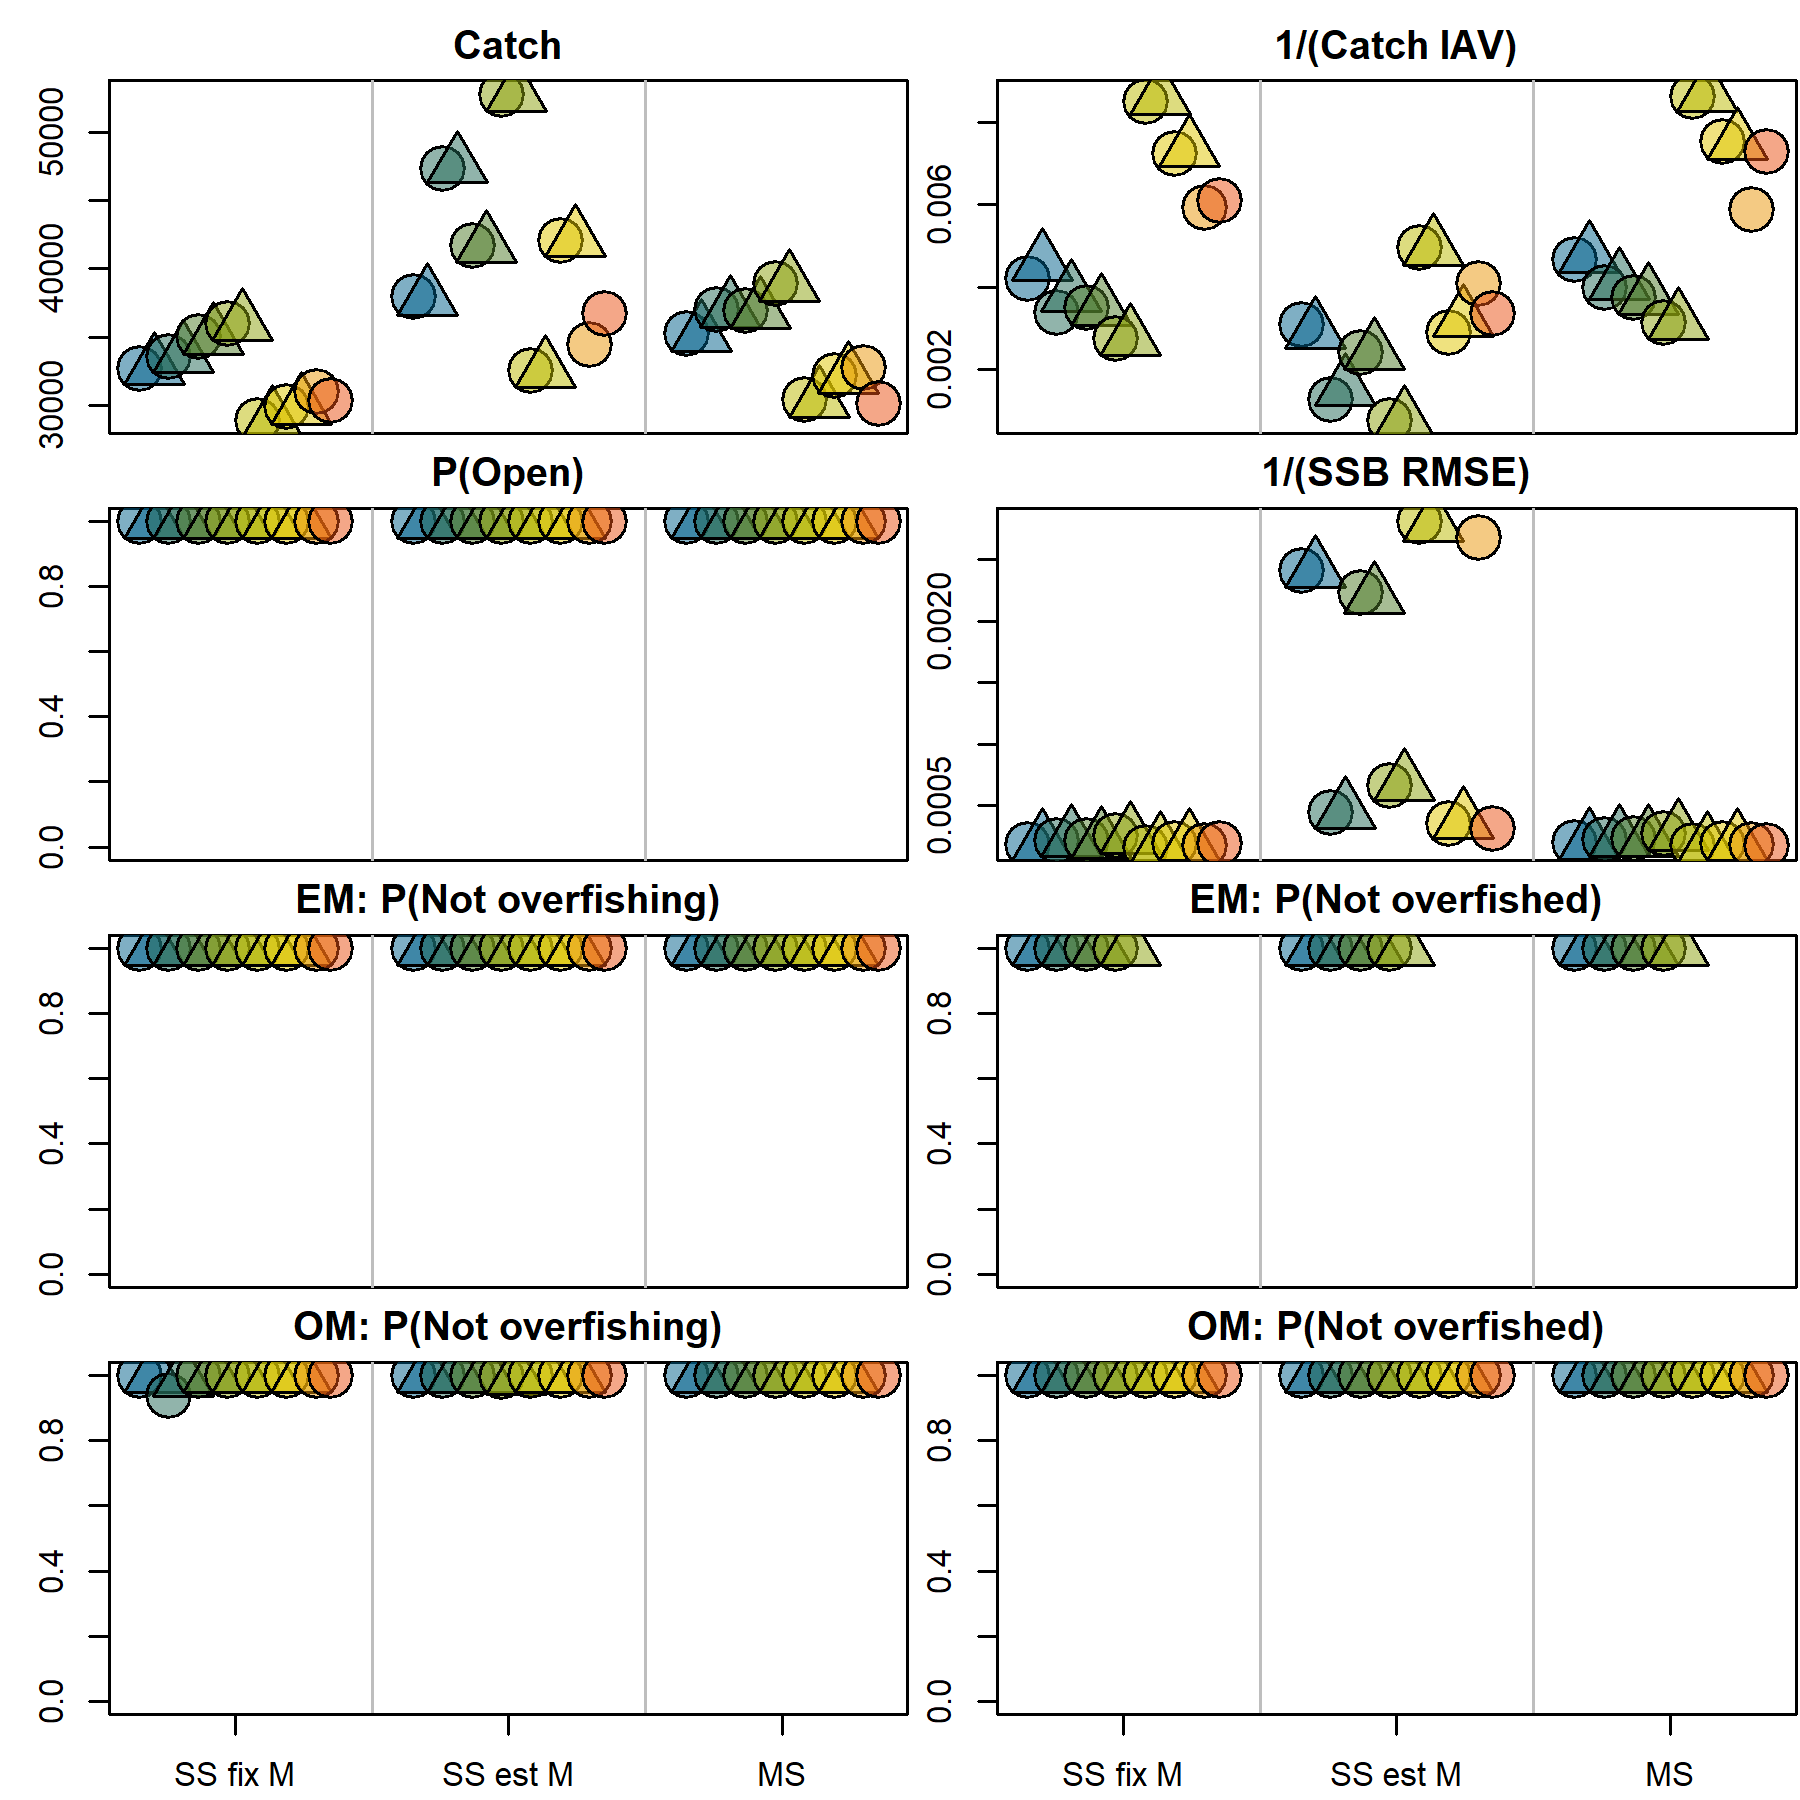 Catch
1/(Catch IAV)
50000
40000
30000
0.006
0.002
P(Open)
1/(SSB RMSE)
0.8
0.4
0.0
0.0020
0.0005
EM: P(Not overfishing)
EM: P(Not overfished)
0.8
0.4
0.0
0.8
0.4
0.0
OM: P(Not overfishing)
OM: P(Not overfished)
0.8
0.4
0.0
0.8
0.4
0.0
SS fix M
SS est M
MS
SS fix M
SS est M
MS